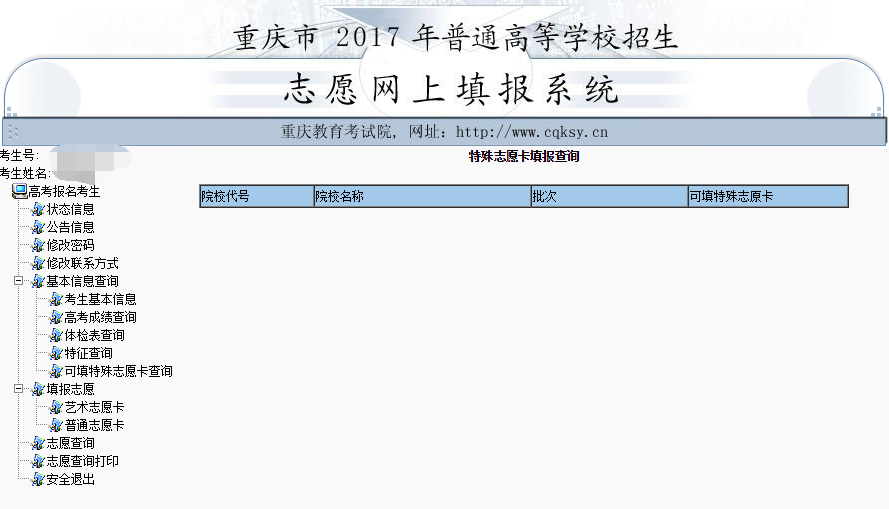 重庆市 2017 年普通高等学校招生
志愿网上填报系统
重庆教育考试院, 网址: http://www.cqksy.cn
考生号:
考生姓名:
特殊志愿卡填报查询
院校代号 院校名称 批次 可填特殊志原卡
高考报名考生
状态信息
公告信息
修改密码
修改联系方式
基本信息查询
考生基本信息
高考成绩查询
体检表查询
特征查询
可填特殊志愿卡查询
填报志愿
艺术志愿卡
普通志愿卡
志愿查询
志愿查询打印
安全退出